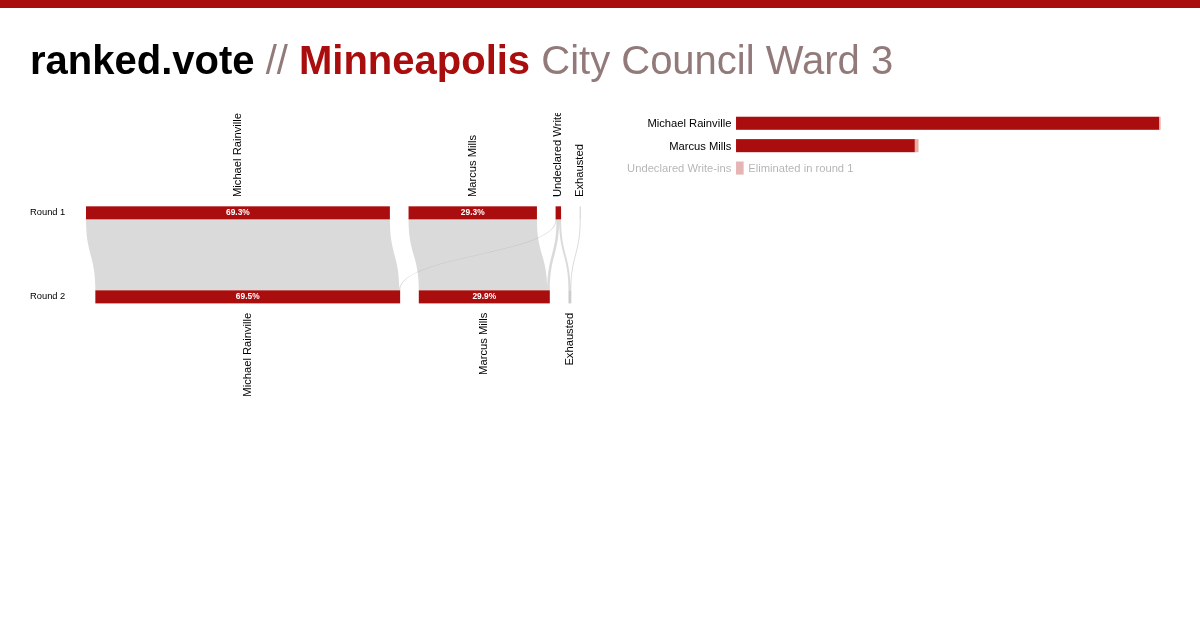 ranked.vote // Minneapolis City Council Ward 3
Michael Rainville
Marcus Mills
Undeclared Write
Exhausted
Round 1
69.3%
29.3%
Round 2
69.5%
29.9%
Michael Rainville
Marcus Mills
Exhausted
Michael Rainville
Marcus Mills
Undeclared Write-ins Eliminated in round 1